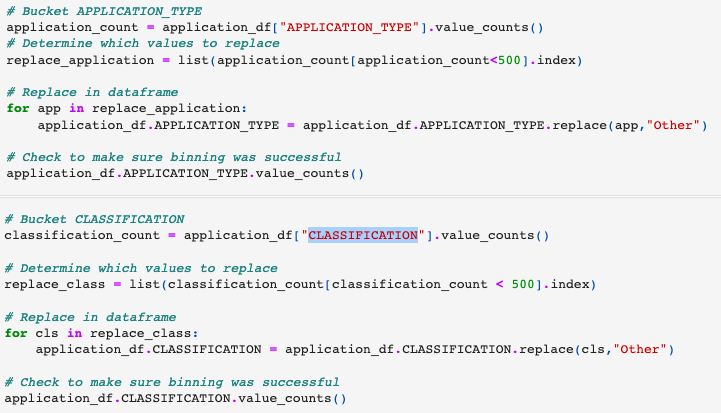 # Bucket APPLICATION_TYPE
application_count = application_df["APPLICATION_TYPE"].value_counts()
# Determine which values to replace
replace_application = list(application_count[application_count<500].index)
# Replace in dataframe
for app in replace_application:
    application_df.APPLICATION_TYPE = application_df.APPLICATION_TYPE.replace(app,"Other")
# Check to make sure binning was successful
application_df.APPLICATION_TYPE.value_counts()
# Bucket CLASSIFICATION
classification_count = application_df["CLASSIFICATION"].value_counts()
# Determine which values to replace
replace_class = list(classification_count[classification_count < 500].index)
# Replace in dataframe
for cls in replace_class:
    application_df.CLASSIFICATION = application_df.CLASSIFICATION.replace(cls,"Other")
# Check to make sure binning was successful
application_df.CLASSIFICATION.value_counts()